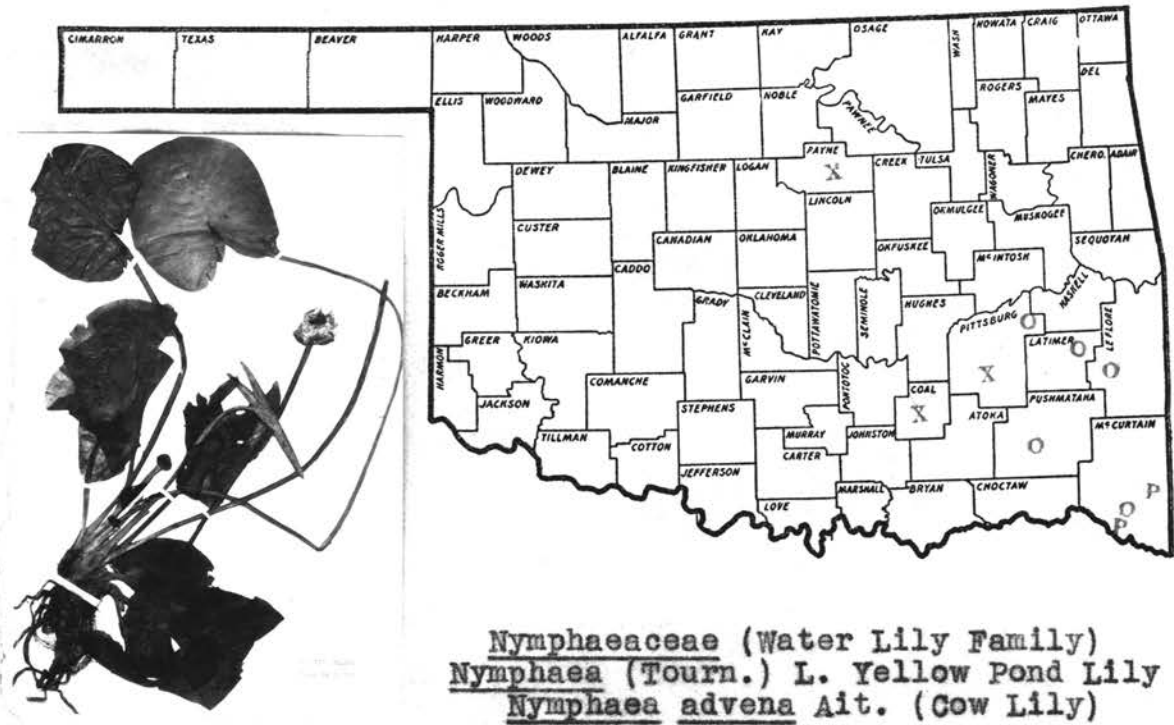 CIMARRON TEXAS BEAVER HARPER WOODS ALFALFA GRANT KAY OSAGE WASH NOWATA CRAIG OTTAWA
ELLIS WOODWARD MAJOR GARFIELD NOBLE PAWNEE ROGERS MAYES DEL
DEWEY BLAINE KINGFISHER LOGAN PAYNE CREEK TULSA WAGONER CHERO. ADAIR
X
ROGER MILLS CUSTER CANADIAN OKLAHOMA LINCOLN OKMULGEE MUSKOGEE
OKFUSKEE MCINTOSH SEQUOYAH
BECKHAM WASHITA CADDO GRADY MCCLAIN CLEVELAND POTTAWATOMIE SEMINOLE HUGHES PITTSBURG HASKELL
O
HARMON GREER KIOWA COMANCHE GARVIN PONTOTOC COAL LATIMER LEFLORE
X O O
JACKSON STEPHENS MURRAY JOHNSTON ATOKA PUSHMATAHA MCCURTAIN
X O
TILLMAN COTTON JEFFERSON CARTER
LOVE MARSHALL BRYAN CHOCTAW
P
O
P
Nymphaeaceae (Water Lily Family)
Nymphaea (Tourn.) L. Yellow Pond Lily
Nymphaea advena Ait. (Cow Lily)